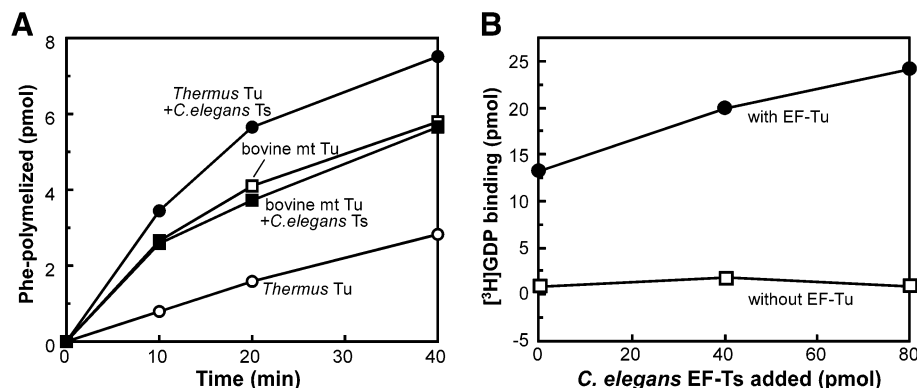 A
Phe-polymelized (pmol)
8
6
4
2
0
Thermus Tu
+C.elegans Ts
bovine mt Tu
bovine mt Tu
+C.elegans Ts
Thermus Tu
0 10 20 30 40
Time (min)
B
[³H]GDP binding (pmol)
25
20
15
10
5
0
-5
with EF-Tu
without EF-Tu
0 20 40 60 80
C. elegans EF-Ts added (pmol)